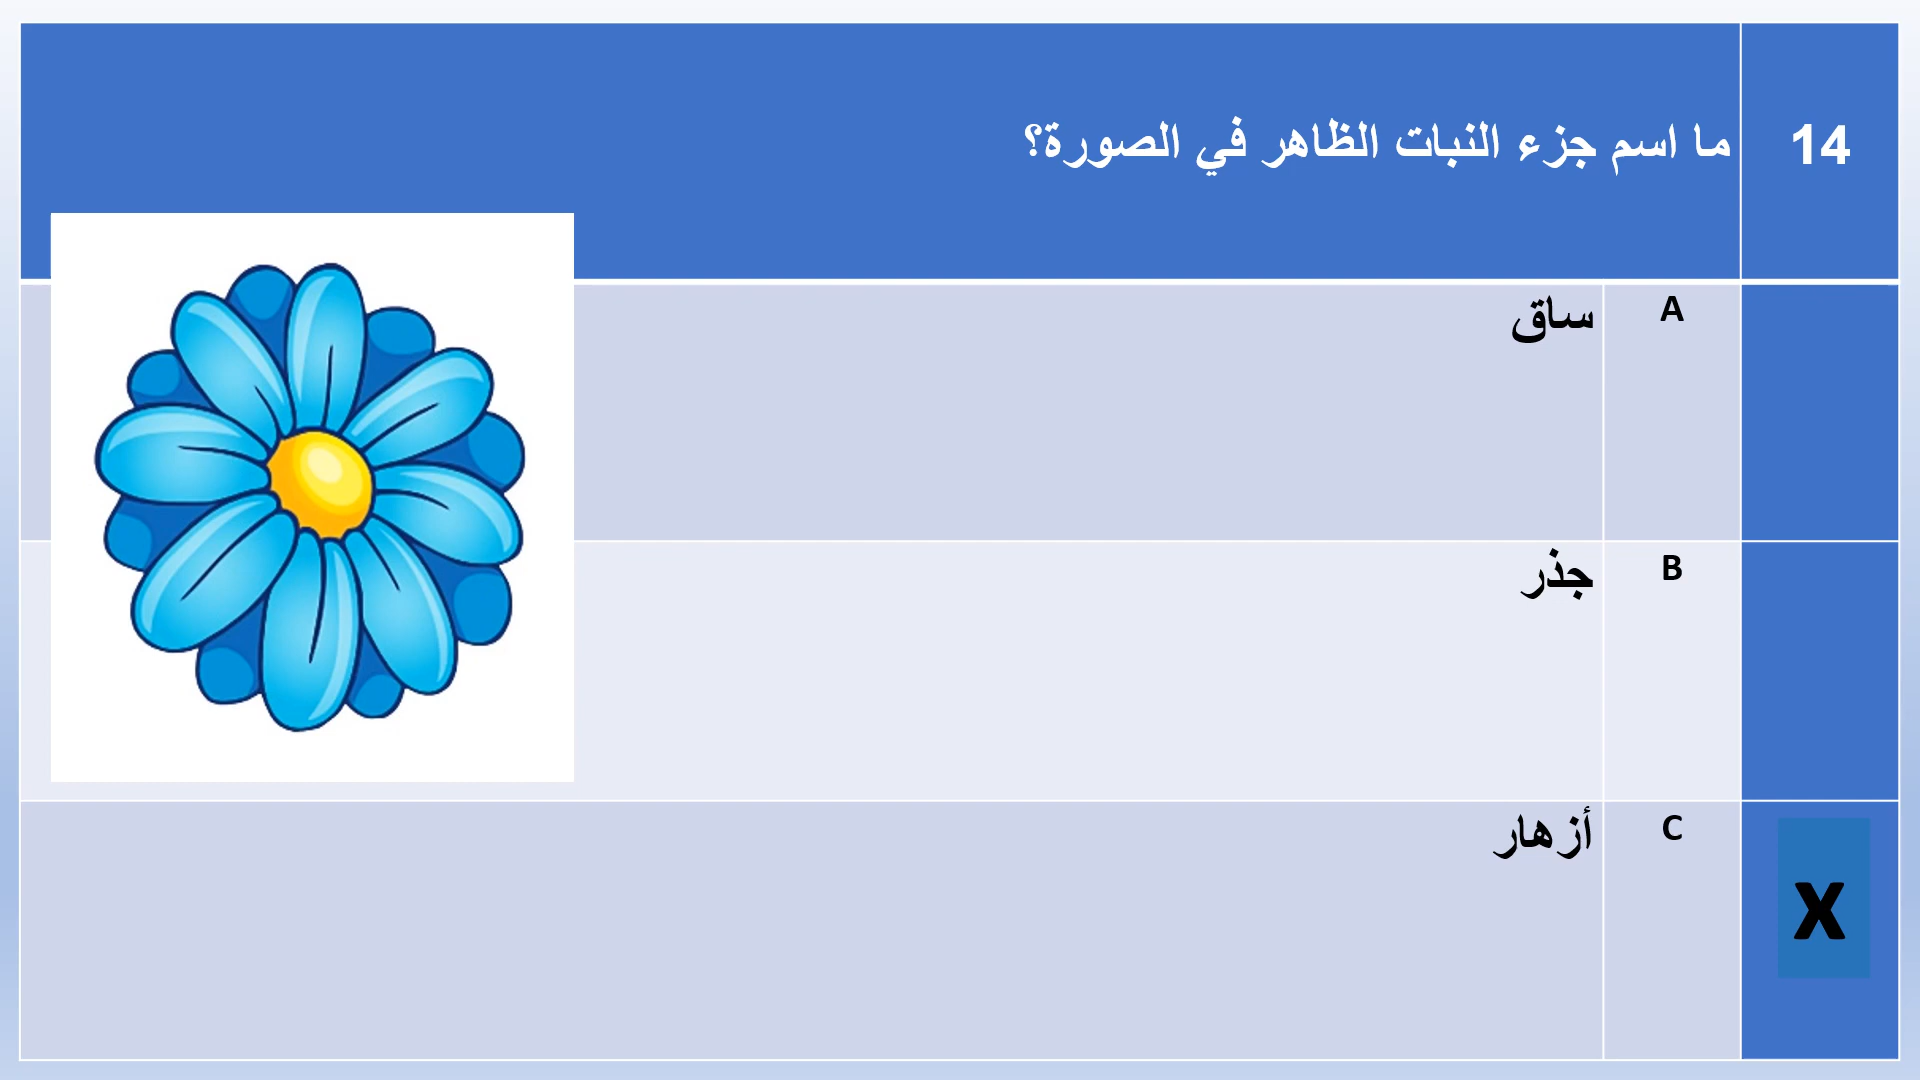 14
ما اسم جزء النبات الظاهر في الصورة؟
A
ساق
B
جذر
C
أزهار
X